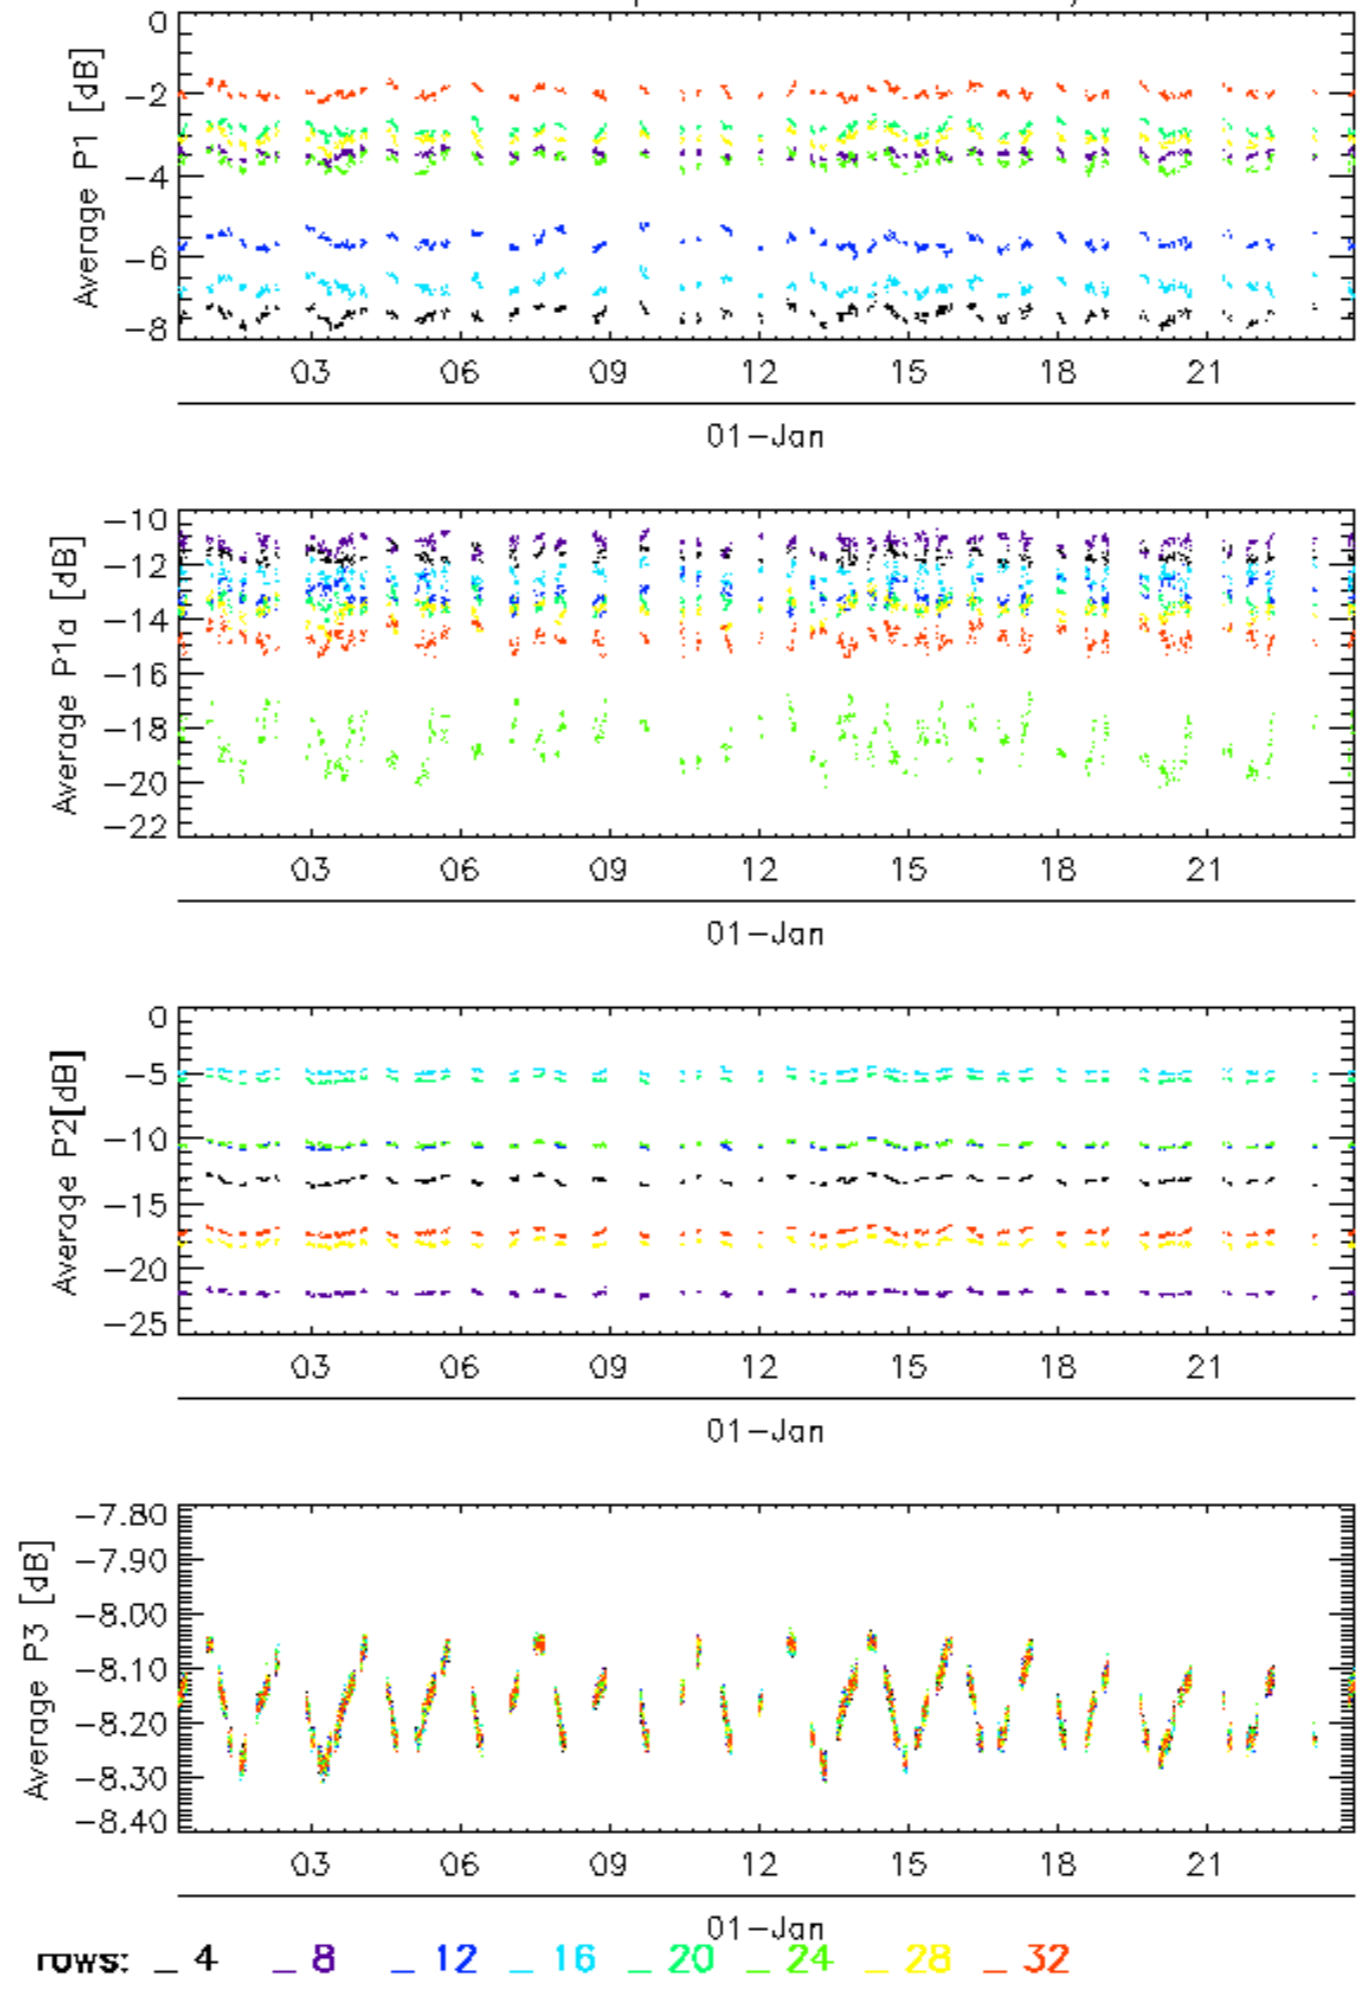 0
-2
-4
-6
-8
Average P1 [dB]
03 06 09 12 15 18 21
01-Jan
-10
-12
-14
-16
-18
-20
-22
Average P1a [dB]
03 06 09 12 15 18 21
01-Jan
0
-5
-10
-15
-20
-25
Average P2[dB]
03 06 09 12 15 18 21
01-Jan
-7.80
-7.90
-8.00
-8.10
-8.20
-8.30
-8.40
Average P3 [dB]
03 06 09 12 15 18 21
01-Jan
rows: _ 4 _ 8 _ 12 _ 16 _ 20 _ 24 _ 28 _ 32